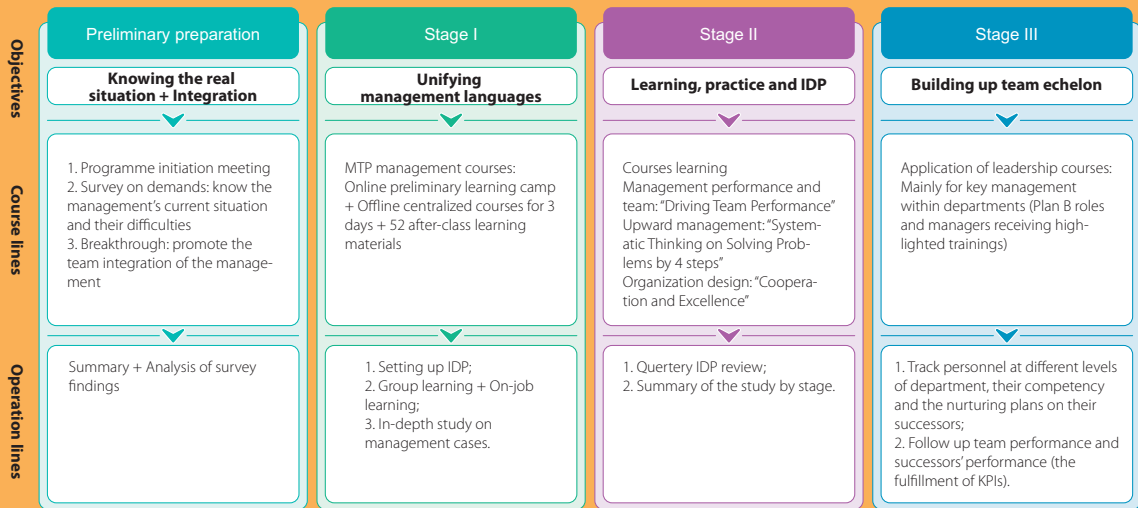 Preliminary preparation
Stage I
Stage II
Stage III
Objectives
Knowing the real
situation + Integration
Unifying
management languages
Learning, practice and IDP
Building up team echelon
Course lines
1. Programme initiation meeting
2. Survey on demands: know the
management's current situation
and their difficulties
3. Breakthrough: promote the
team integration of the manage-
ment
MTP management courses:
Online preliminary learning camp
+ Offline centralized courses for 3
days + 52 after-class learning
materials
Courses learning
Management performance and
team: "Driving Team Performance"
Upward management: "System-
atic Thinking on Solving Prob-
lems by 4 steps"
Organization design: "Coopera-
tion and Excellence"
Application of leadership courses:
Mainly for key management
within departments (Plan B roles
and managers receiving high-
lighted trainings)
Operation lines
Summary + Analysis of survey
findings
1. Setting up IDP;
2. Group learning + On-job
learning;
3. In-depth study on
management cases.
1. Quertery IDP review;
2. Summary of the study by stage.
1. Track personnel at different levels
of department, their competency
and the nurturing plans on their
successors;
2. Follow up team performance and
successors' performance (the
fulfillment of KPIs).